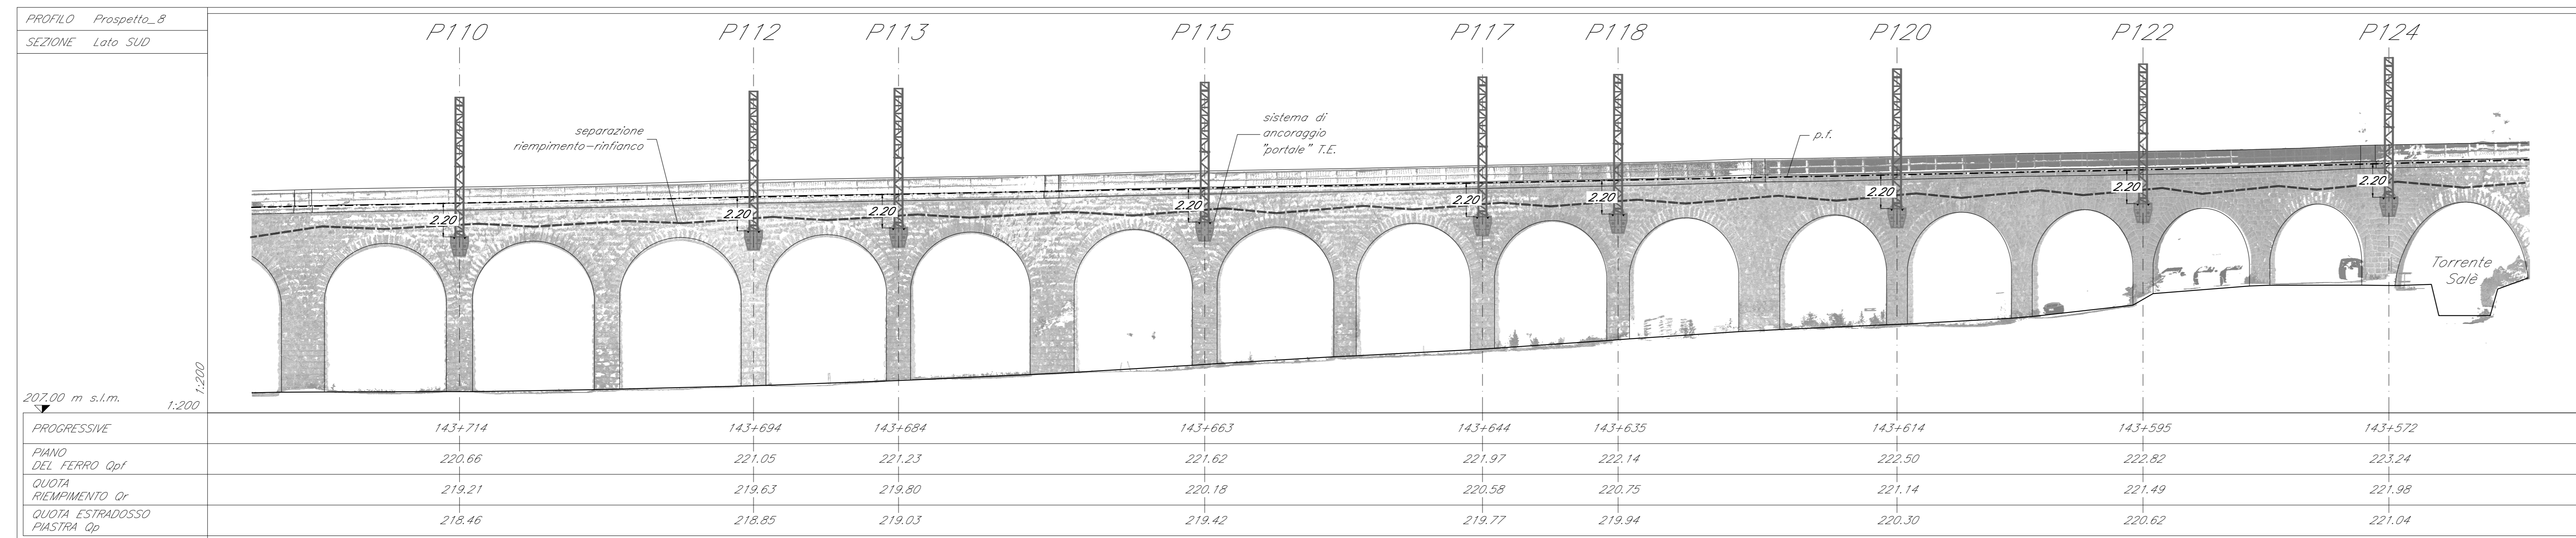 PROFILO Prospetto_8
SEZIONE Lato SUD
P110 P112 P113 P115 P117 P118 P120 P122 P124
separazione
riempimento-rinfianco
sistema di
ancoraggio
"portale" T.E.
p.f.
2.20 2.20 2.20 2.20 2.20 2.20 2.20 2.20 2.20
Torrente
Salè
207.00 m s.l.m.
1:200
1:200
PROGRESSIVE 143+714 143+694 143+684 143+663 143+644 143+635 143+614 143+595 143+572
PIANO
DEL FERRO Qpf 220.66 221.05 221.23 221.62 221.97 222.14 222.50 222.82 223.24
QUOTA
RIEMPIMENTO Qr 219.21 219.63 219.80 220.18 220.58 220.75 221.14 221.49 221.98
QUOTA ESTRADOSSO
PIASTRA Qp 218.46 218.85 219.03 219.42 219.77 219.94 220.30 220.62 221.04